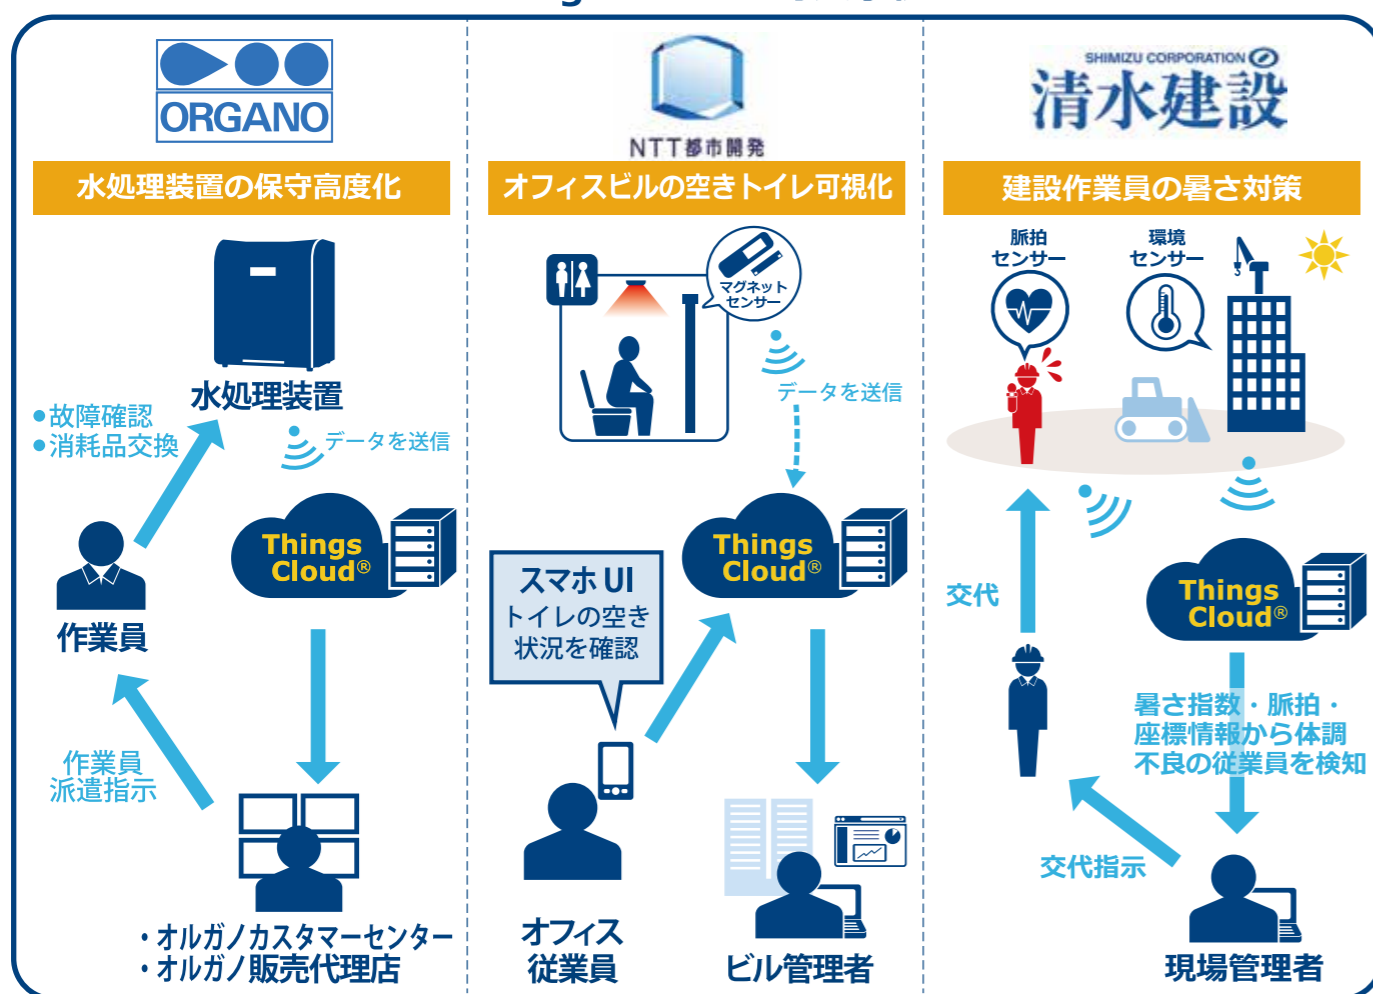 ORGANO
水処理装置の保守高度化
水処理装置
●故障確認
●消耗品交換
データを送信
Things
Cloud®
作業員
作業員
派遣指示
・オルガノカスタマーセンター
・オルガノ販売代理店
NTT都市開発
オフィスビルの空きトイレ可視化
マグネット
センサー
データを送信
Things
Cloud®
スマホ UI
トイレの空き
状況を確認
オフィス
従業員
ビル管理者
SHIMIZU CORPORATION
清水建設
建設作業員の暑さ対策
脈拍
センサー
環境
センサー
交代
Things
Cloud®
暑さ指数・脈拍・
座標情報から体調
不良の従業員を検知
交代指示
現場管理者